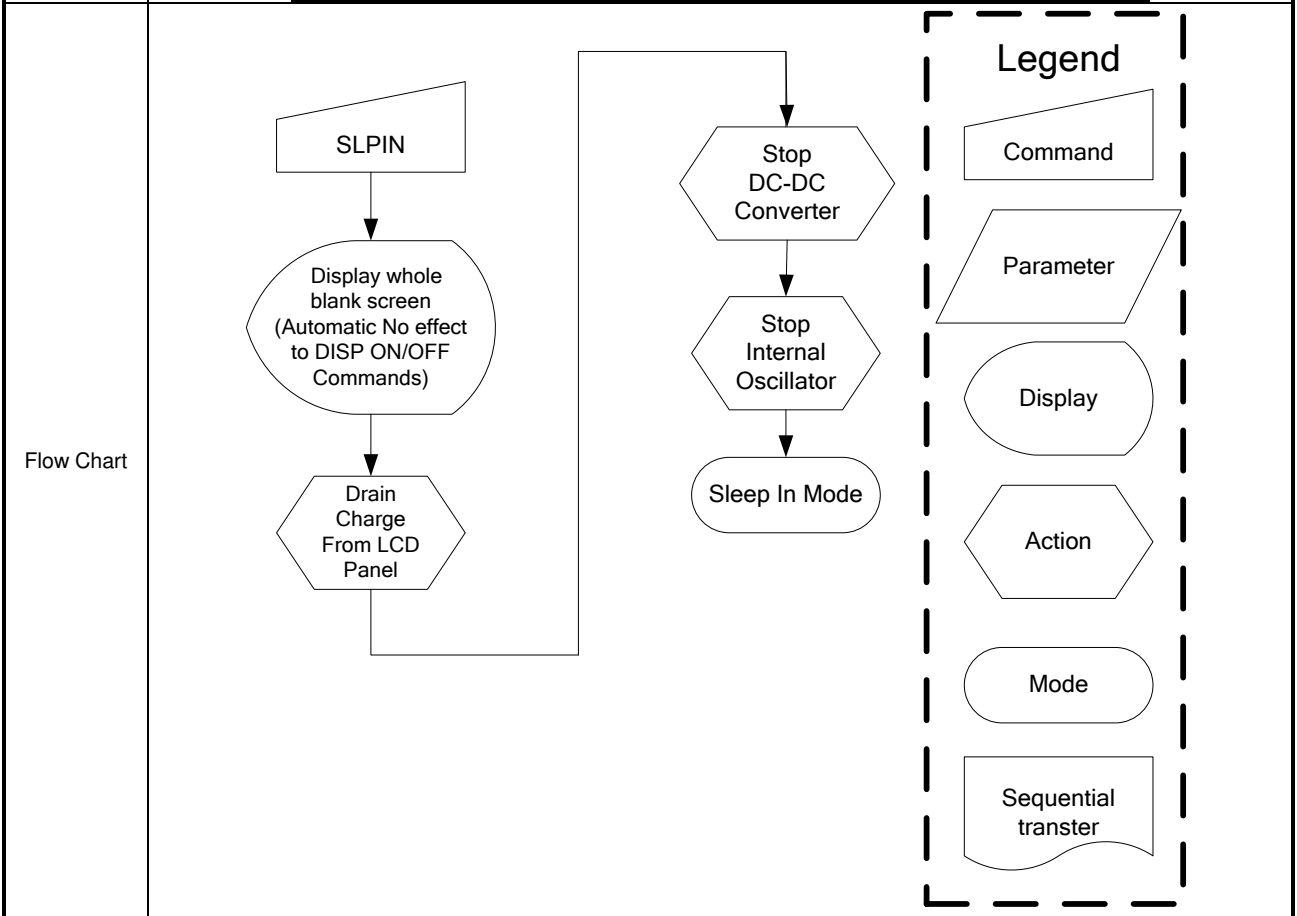 Flow Chart
SLPIN
Display whole
blank screen
(Automatic No effect
to DISP ON/OFF
Commands)
Drain
Charge
From LCD
Panel
Stop
DC-DC
Converter
Stop
Internal
Oscillator
Sleep In Mode
Legend
Command
Parameter
Display
Action
Mode
Sequential
transter